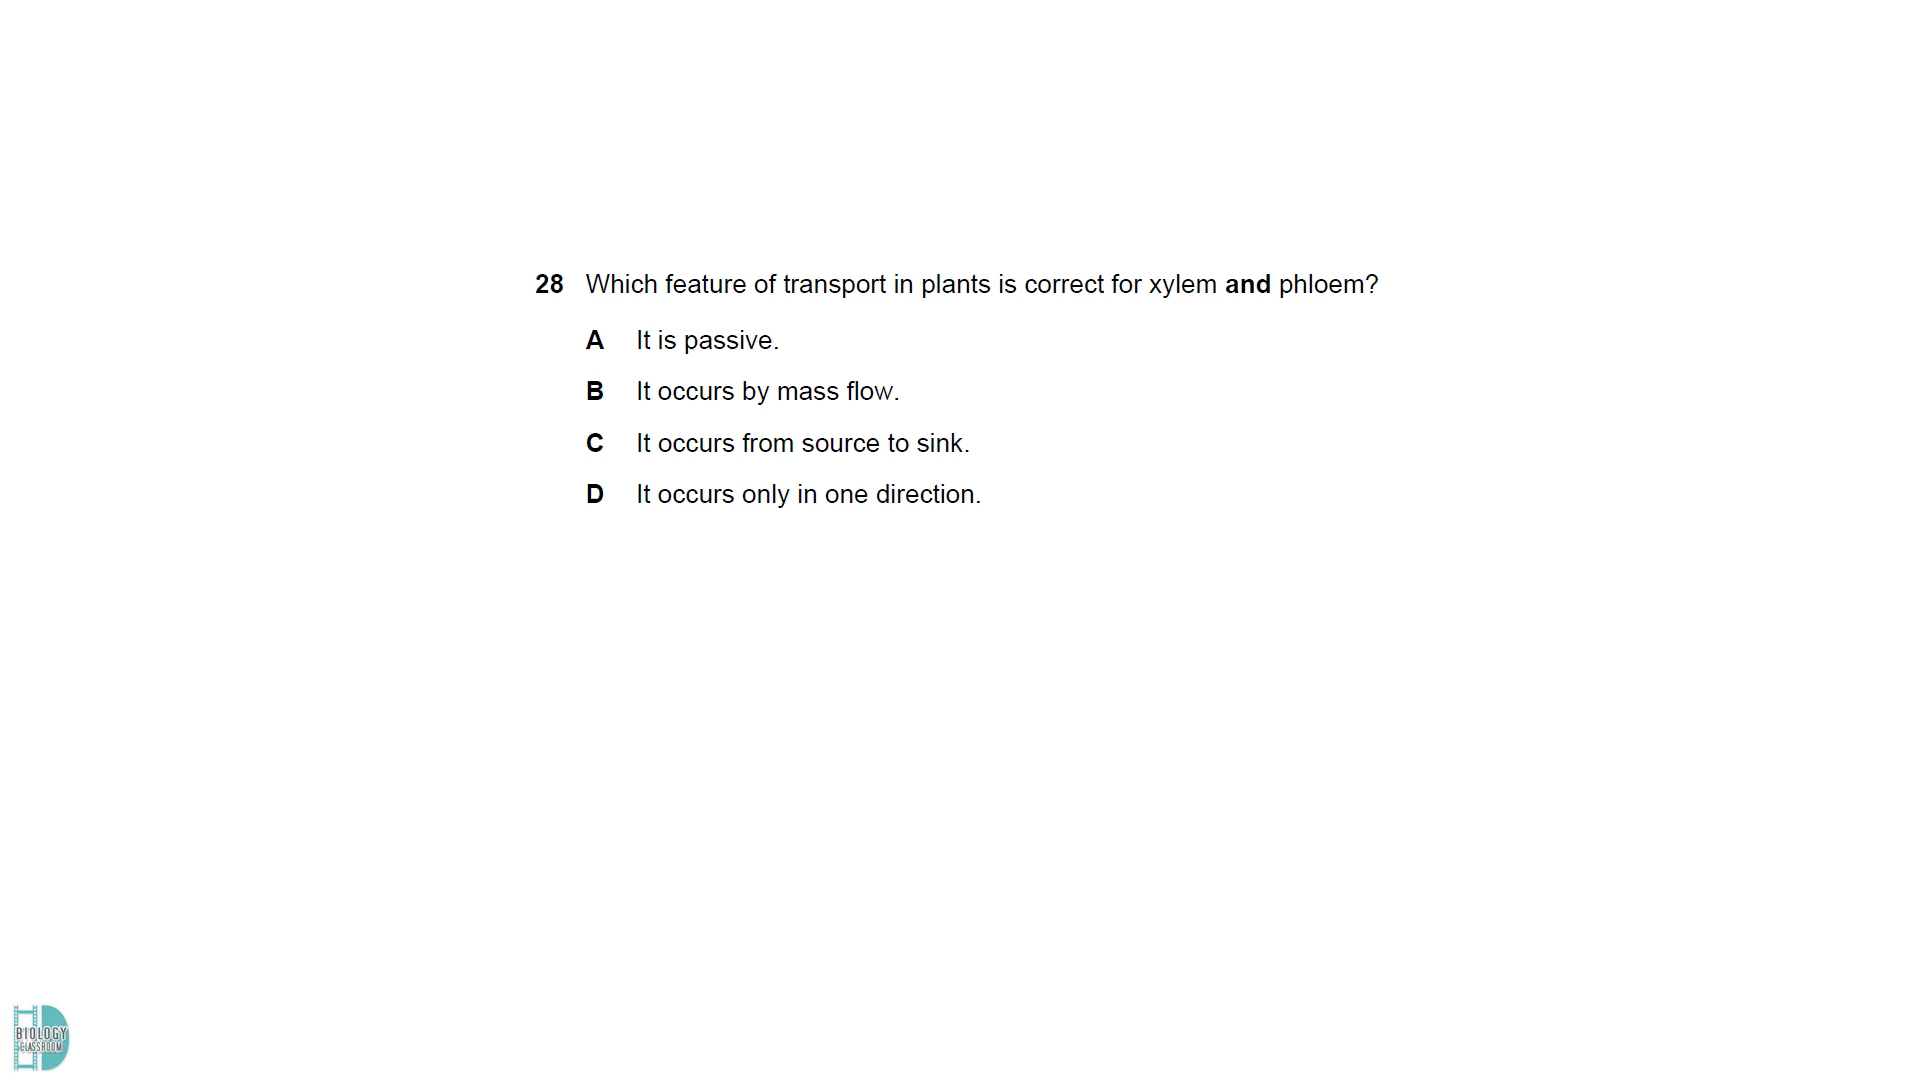 28 Which feature of transport in plants is correct for xylem and phloem?
A It is passive.
B It occurs by mass flow.
C It occurs from source to sink.
D It occurs only in one direction.
BIOLOGY
CLASSROOM